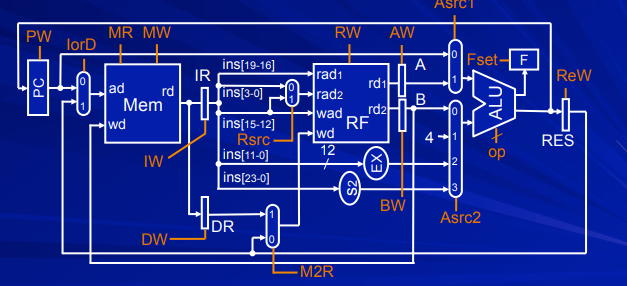 Asrc1
PW
IorD
MR
MW
RW
AW
A
Fset
F
ReW
PC
0
1
ad
rd
Mem
wd
IR
IW
ins[19-16]
ins[3-0]
ins[15-12]
ins[11-0]
ins[23-0]
0
1
Rsrc
rad1
rad2
wad
wd
rd1
rd2
RF
B
0
1
ALU
op
RES
4
0
1
2
3
12
EX
S2
BW
Asrc2
DR
DW
1
0
M2R